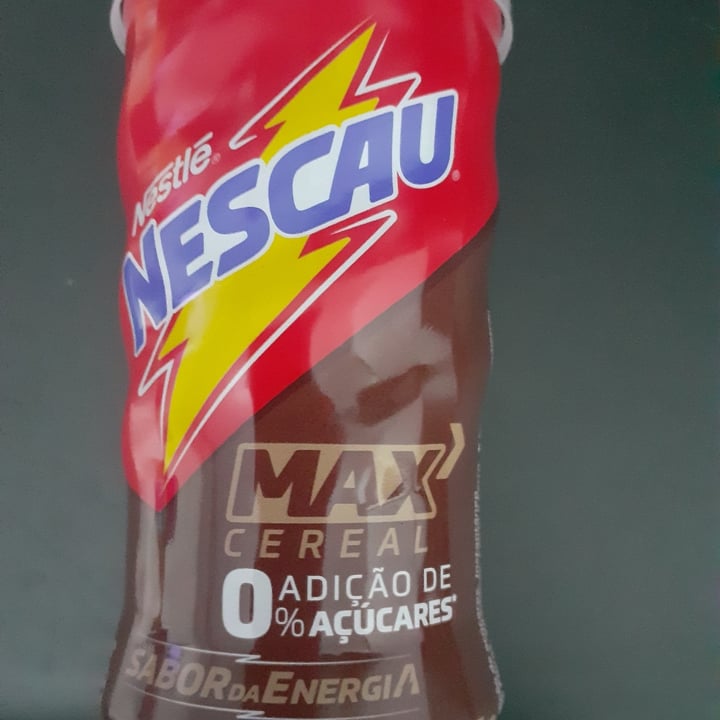 Nestlé®
NESCAU®
MAX
CEREAL
0% ADIÇÃO DE
AÇÚCARES*
SABOR DA ENERGIA